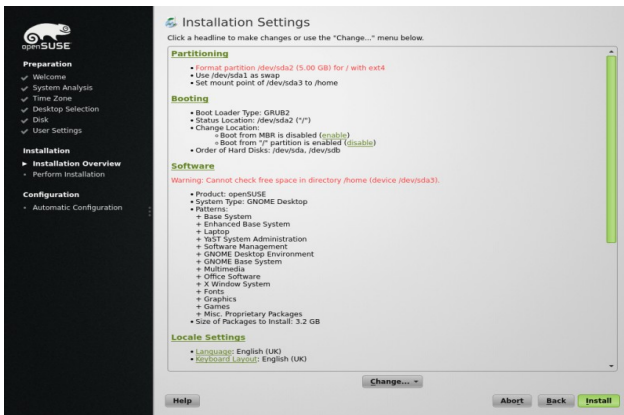 openSUSE
Preparation
Welcome
System Analysis
Time Zone
Desktop Selection
Disk
User Settings
Installation
Installation Overview
Perform Installation
Configuration
Automatic Configuration
Installation Settings
Click a headline to make changes or use the "Change..." menu below.
Partitioning
Format partition /dev/sda2 (5.00 GB) for / with ext4
Use /dev/sda1 as swap
Set mount point of /dev/sda3 to /home
Booting
Boot Loader Type: GRUB2
Status Location: /dev/sda2 ("/")
Change Location:
Boot from MBR is disabled (enable)
Boot from "/" partition is enabled (disable)
Order of Hard Disks: /dev/sda, /dev/sdb
Software
Warning: Cannot check free space in directory /home (device /dev/sda3).
Product: openSUSE
System Type: GNOME Desktop
Patterns:
+ Base System
+ Enhanced Base System
+ Laptop
+ YaST System Administration
+ Software Management
+ GNOME Desktop Environment
+ GNOME Base System
+ Multimedia
+ Office Software
+ X Window System
+ Fonts
+ Graphics
+ Games
+ Misc. Proprietary Packages
Size of Packages to Install: 3.2 GB
Locale Settings
Language: English (UK)
Keyboard Layout: English (UK)
Change...
Help
Abort
Back
Install